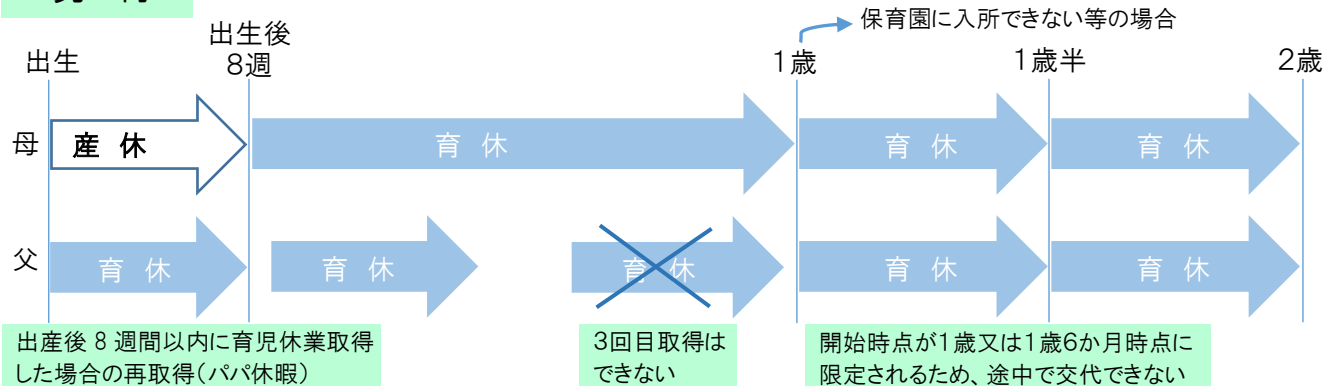 保育園に入所できない等の場合
出生
出生後
8週
1歳
1歳半
2歳
母
産 休
育 休
育 休
育 休
父
育 休
育 休
育 休
育 休
育 休
出産後 8 週間以内に育児休業取得
した場合の再取得(パパ休暇)
3回目取得は
できない
開始時点が1歳又は1歳6か月時点に
限定されるため、途中で交代できない